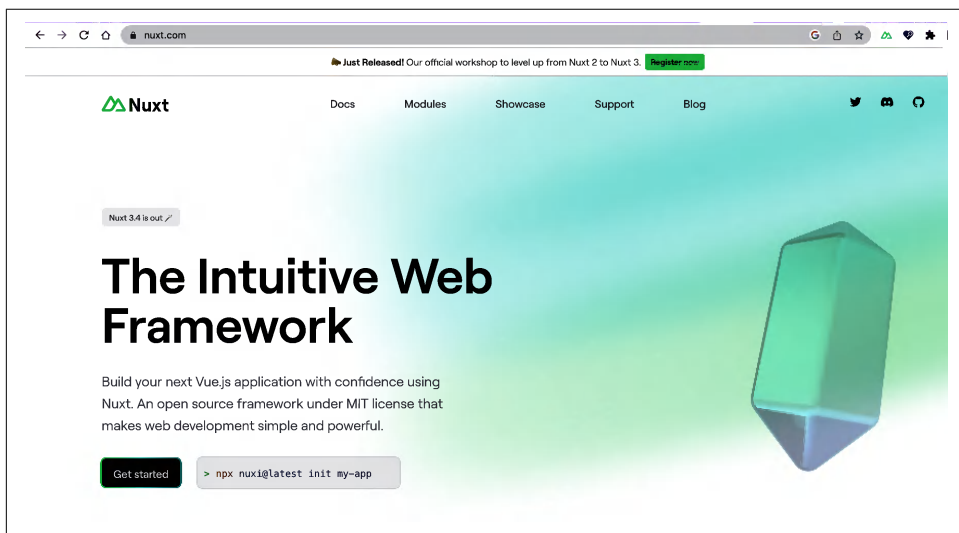 nuxt.com
Just Released! Our official workshop to level up from Nuxt 2 to Nuxt 3. Register now
Nuxt Docs Modules Showcase Support Blog
Nuxt 3.4 is out
The Intuitive Web
Framework
Build your next Vue.js application with confidence using
Nuxt. An open source framework under MIT license that
makes web development simple and powerful.
Get started > npx nuxi@latest init my-app